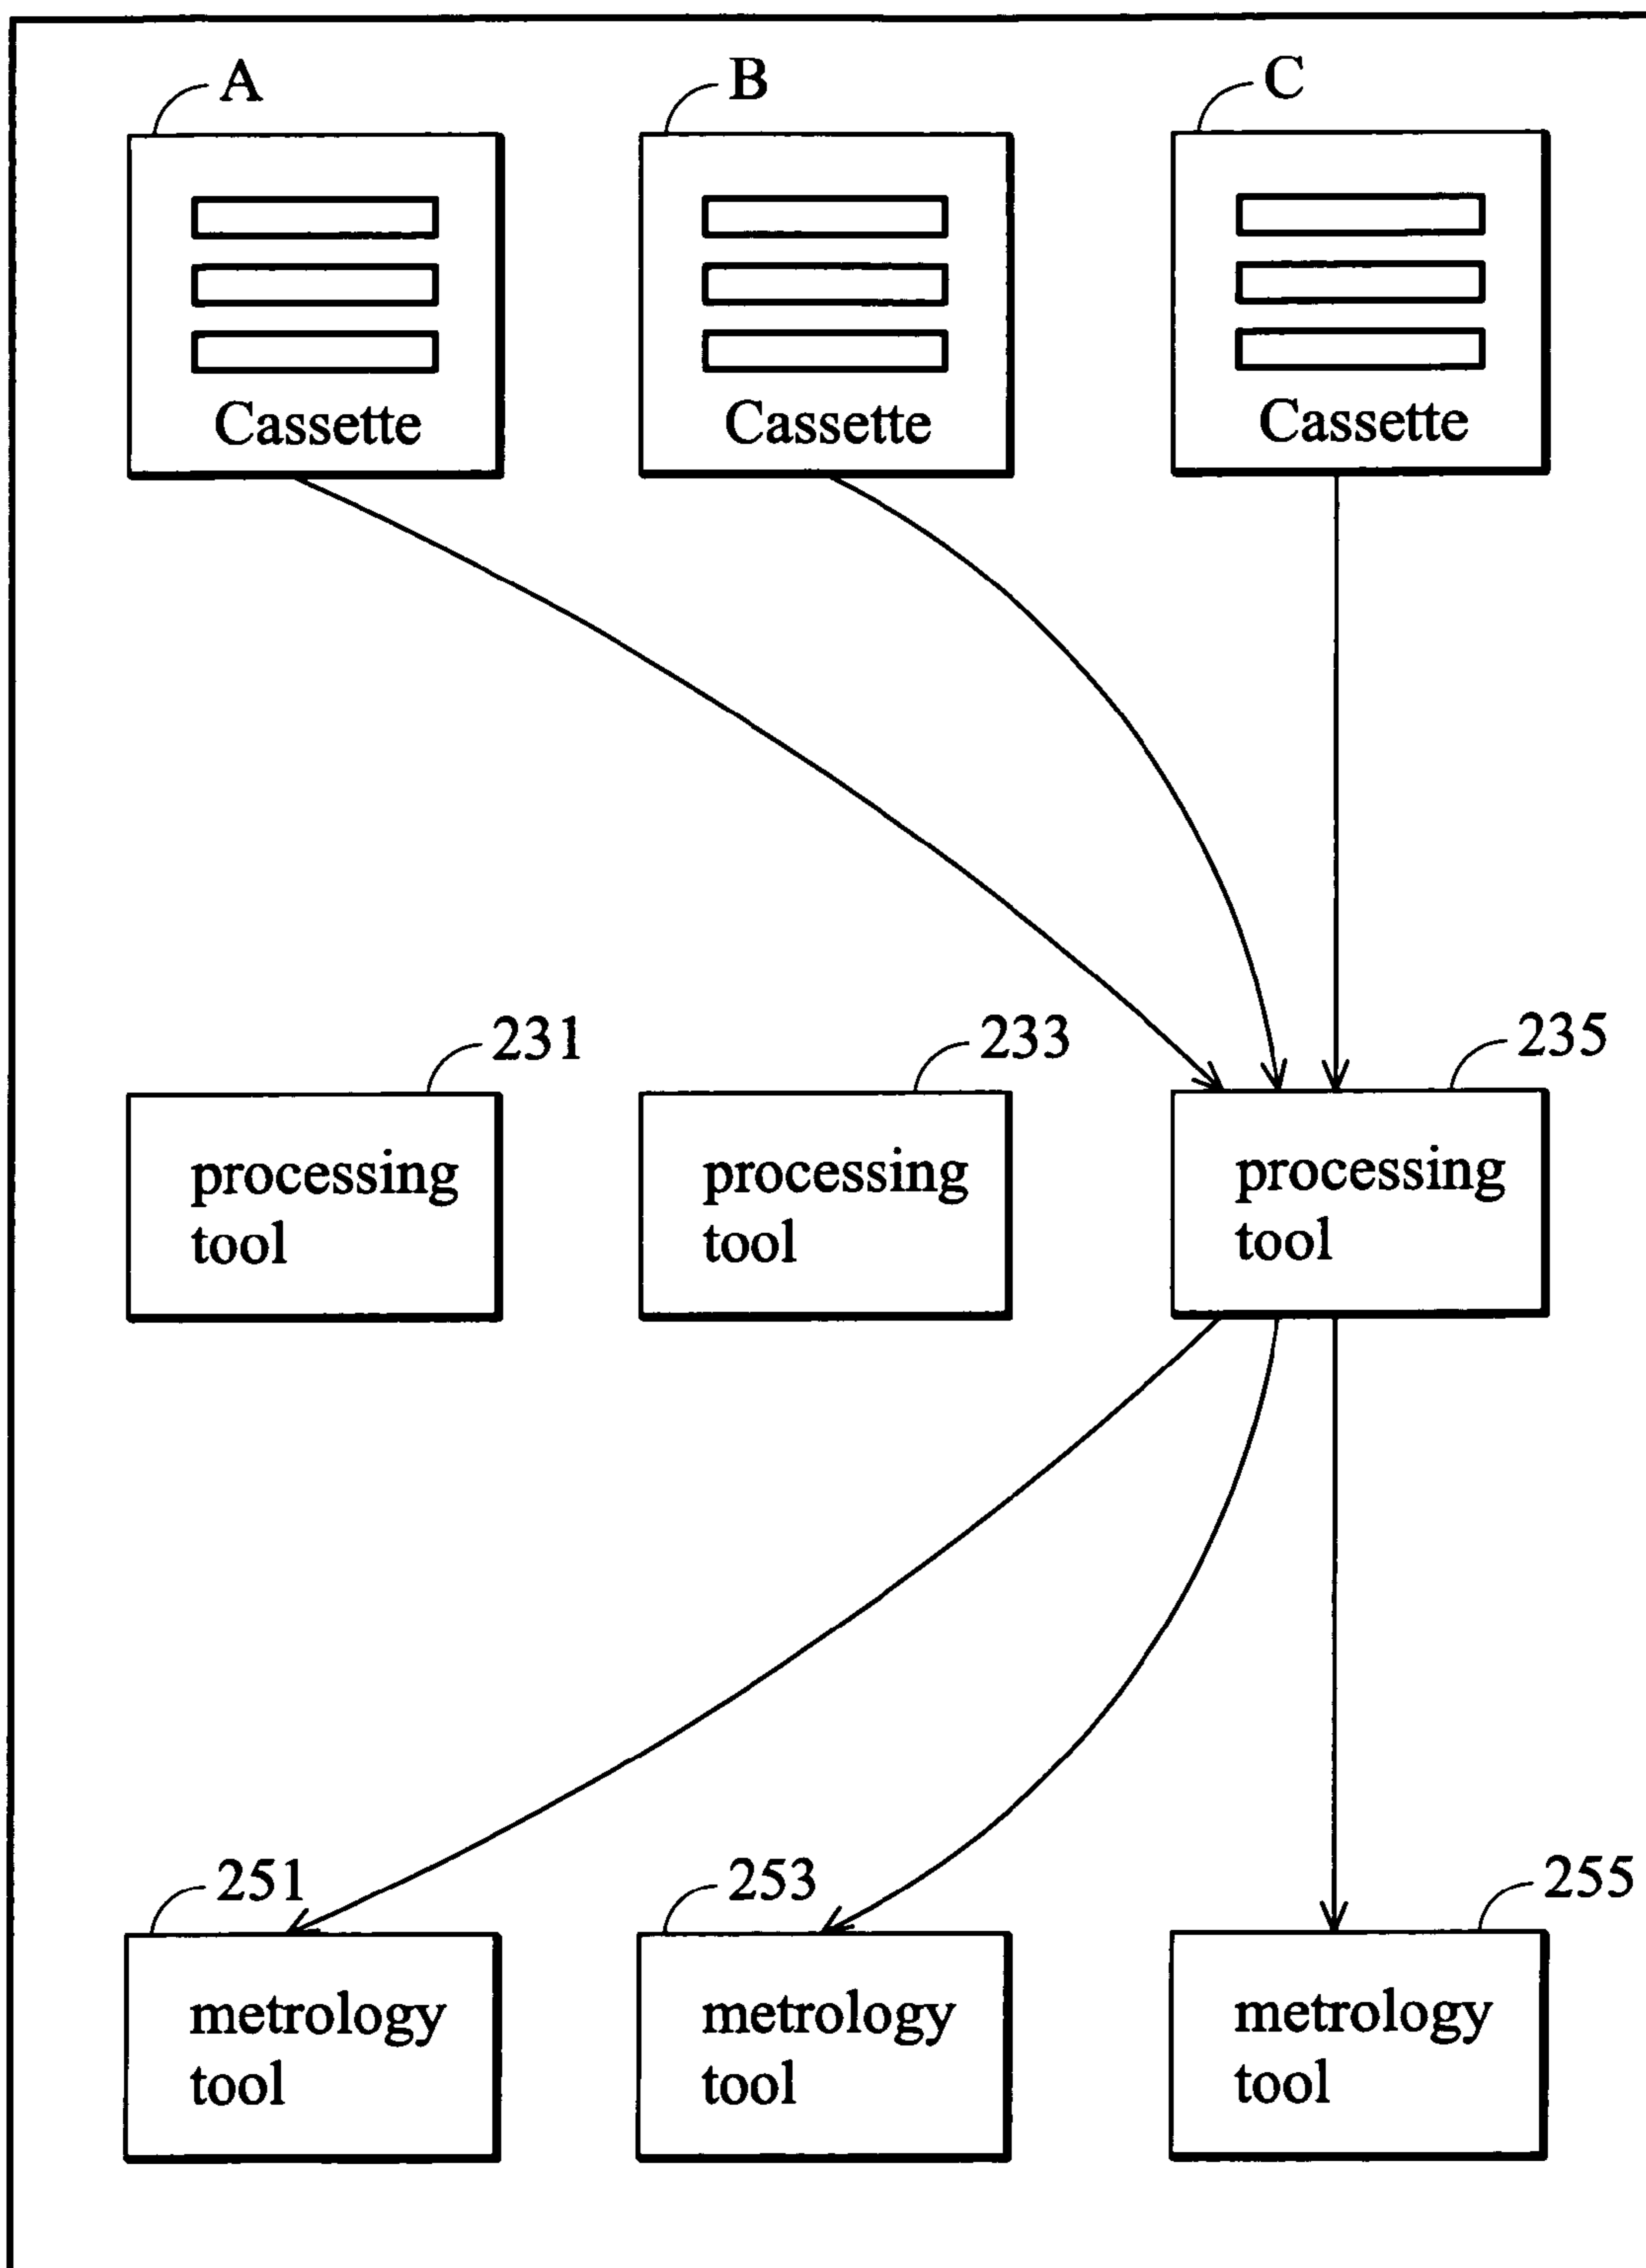 A
B
C
Cassette
Cassette
Cassette
231
233
235
processing
tool
processing
tool
processing
tool
251
253
255
metrology
tool
metrology
tool
metrology
tool